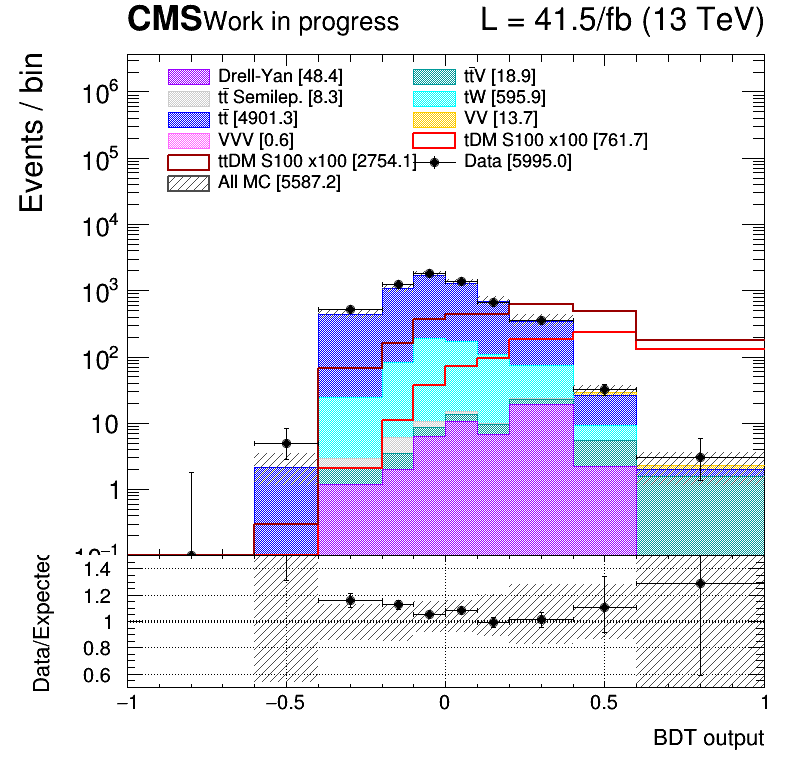 CMS Work in progress L = 41.5/fb (13 TeV)
Events / bin
Drell-Yan [48.4] tt̄V [18.9]
tt̄ Semilep. [8.3] tW [595.9]
tt̄ [4901.3] VV [13.7]
VVV [0.6] tDM S100 x100 [761.7]
ttDM S100 x100 [2754.1] Data [5995.0]
All MC [5587.2]
10⁶
10⁵
10⁴
10³
10²
10
1
10⁻¹
Data/Expected
1.4
1.2
1
0.8
0.6
−1 −0.5 0 0.5 1
BDT output